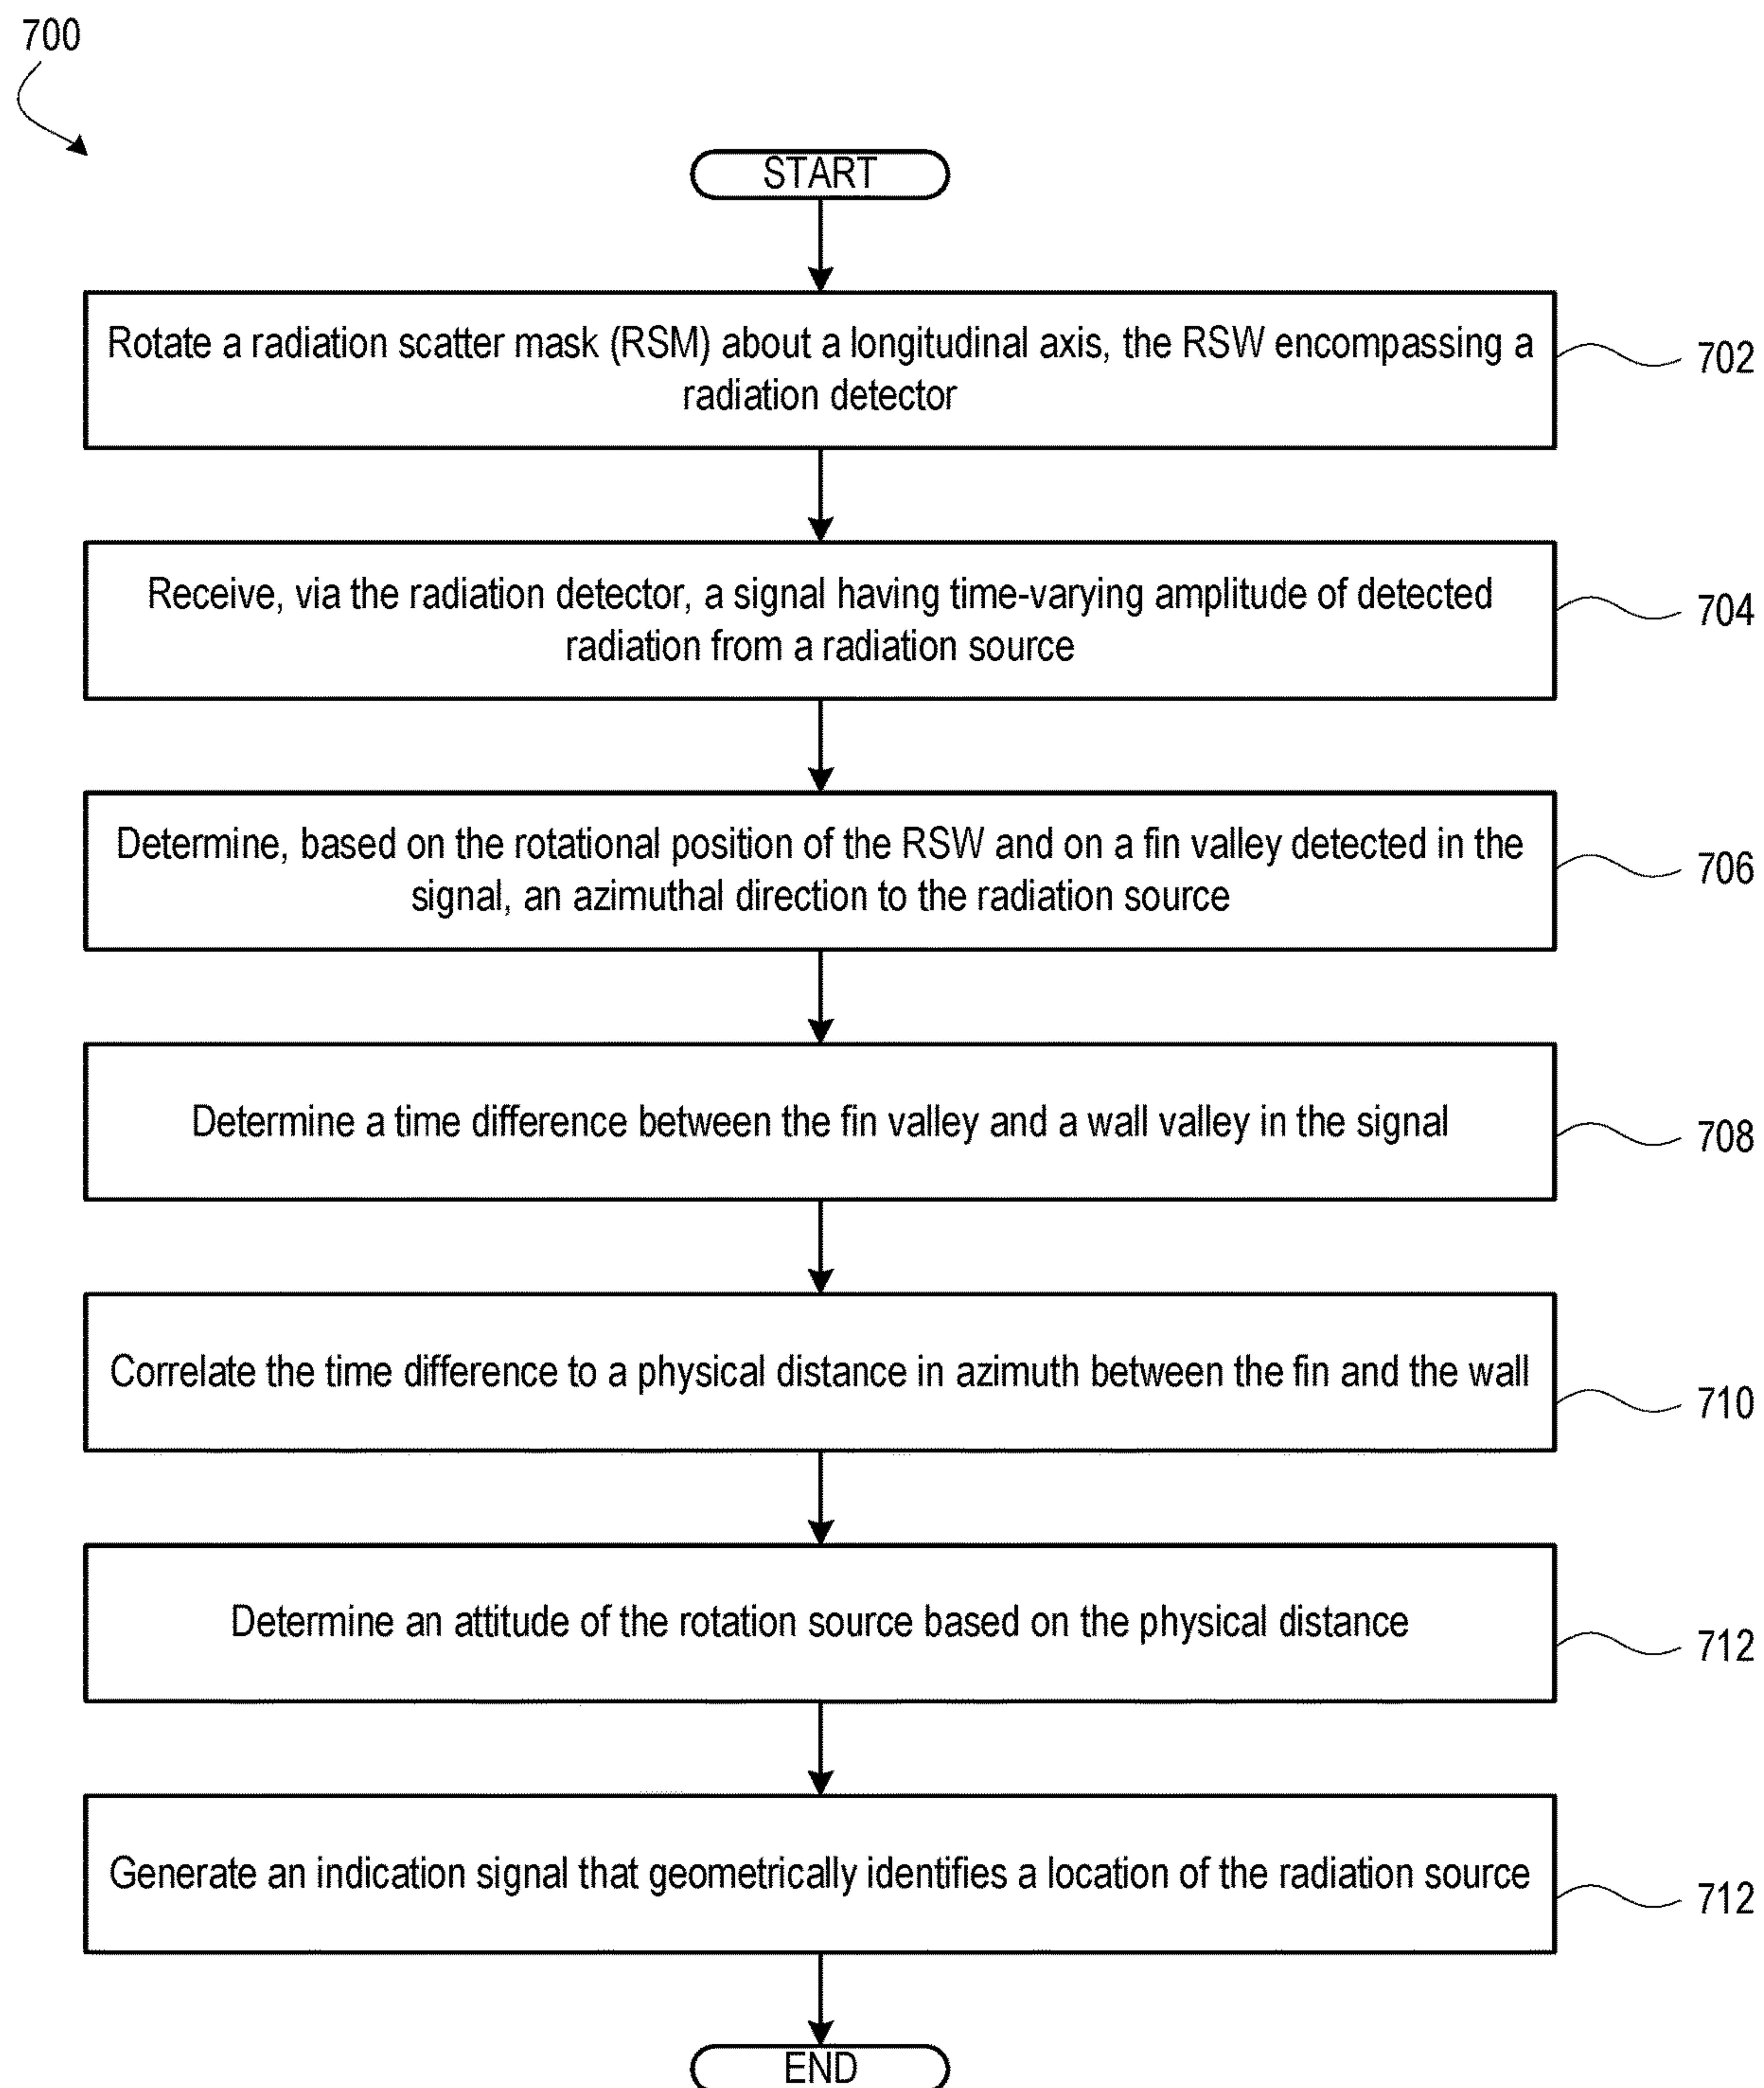 700
START
Rotate a radiation scatter mask (RSM) about a longitudinal axis, the RSW encompassing a
radiation detector
702
Receive, via the radiation detector, a signal having time-varying amplitude of detected
radiation from a radiation source
704
Determine, based on the rotational position of the RSW and on a fin valley detected in the
signal, an azimuthal direction to the radiation source
706
Determine a time difference between the fin valley and a wall valley in the signal
708
Correlate the time difference to a physical distance in azimuth between the fin and the wall
710
Determine an attitude of the rotation source based on the physical distance
712
Generate an indication signal that geometrically identifies a location of the radiation source
712
END